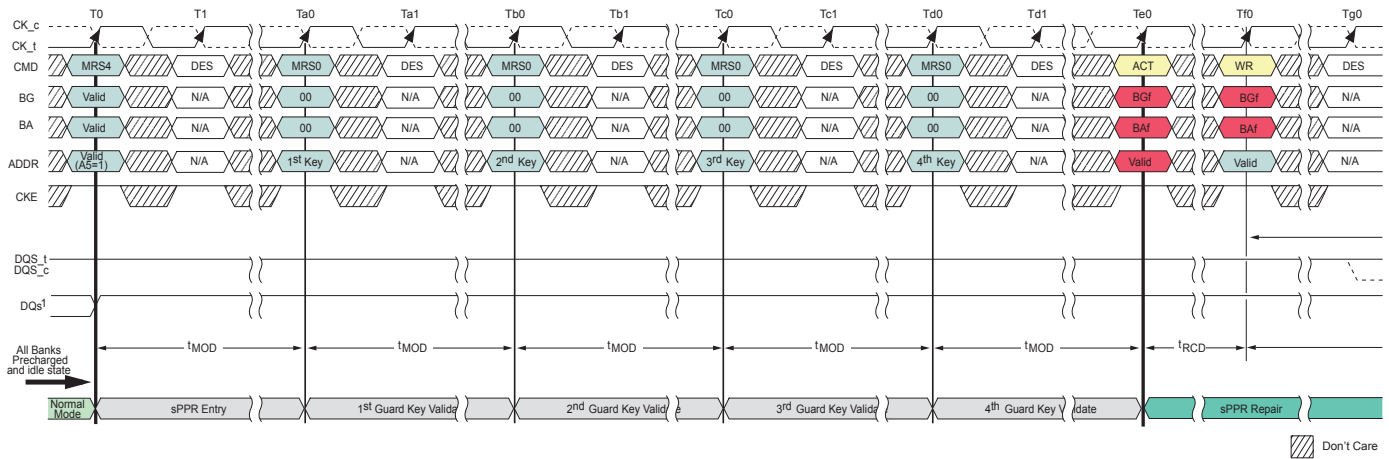 T0 T1 Ta0 Ta1 Tb0 Tb1 Tc0 Tc1 Td0 Td1 Te0 Tf0 Tg0
CK_c
CK_t
CMD MRS4 DES MRS0 DES MRS0 DES MRS0 DES MRS0 DES ACT WR DES
BG Valid N/A 00 N/A 00 N/A 00 N/A 00 N/A BGf BGf N/A
BA Valid N/A 00 N/A 00 N/A 00 N/A 00 N/A BAf BAf N/A
ADDR Valid (A5=1) N/A 1st Key N/A 2nd Key N/A 3rd Key N/A 4th Key N/A Valid Valid N/A
CKE
DQS_t
DQS_c
DQs1
All Banks
Precharged
and idle state
tMOD tMOD tMOD tMOD tMOD tRCD
Normal Mode sPPR Entry 1st Guard Key Valida 2nd Guard Key Valid e 3rd Guard Key Valida 4th Guard Key V idate sPPR Repair
Don't Care